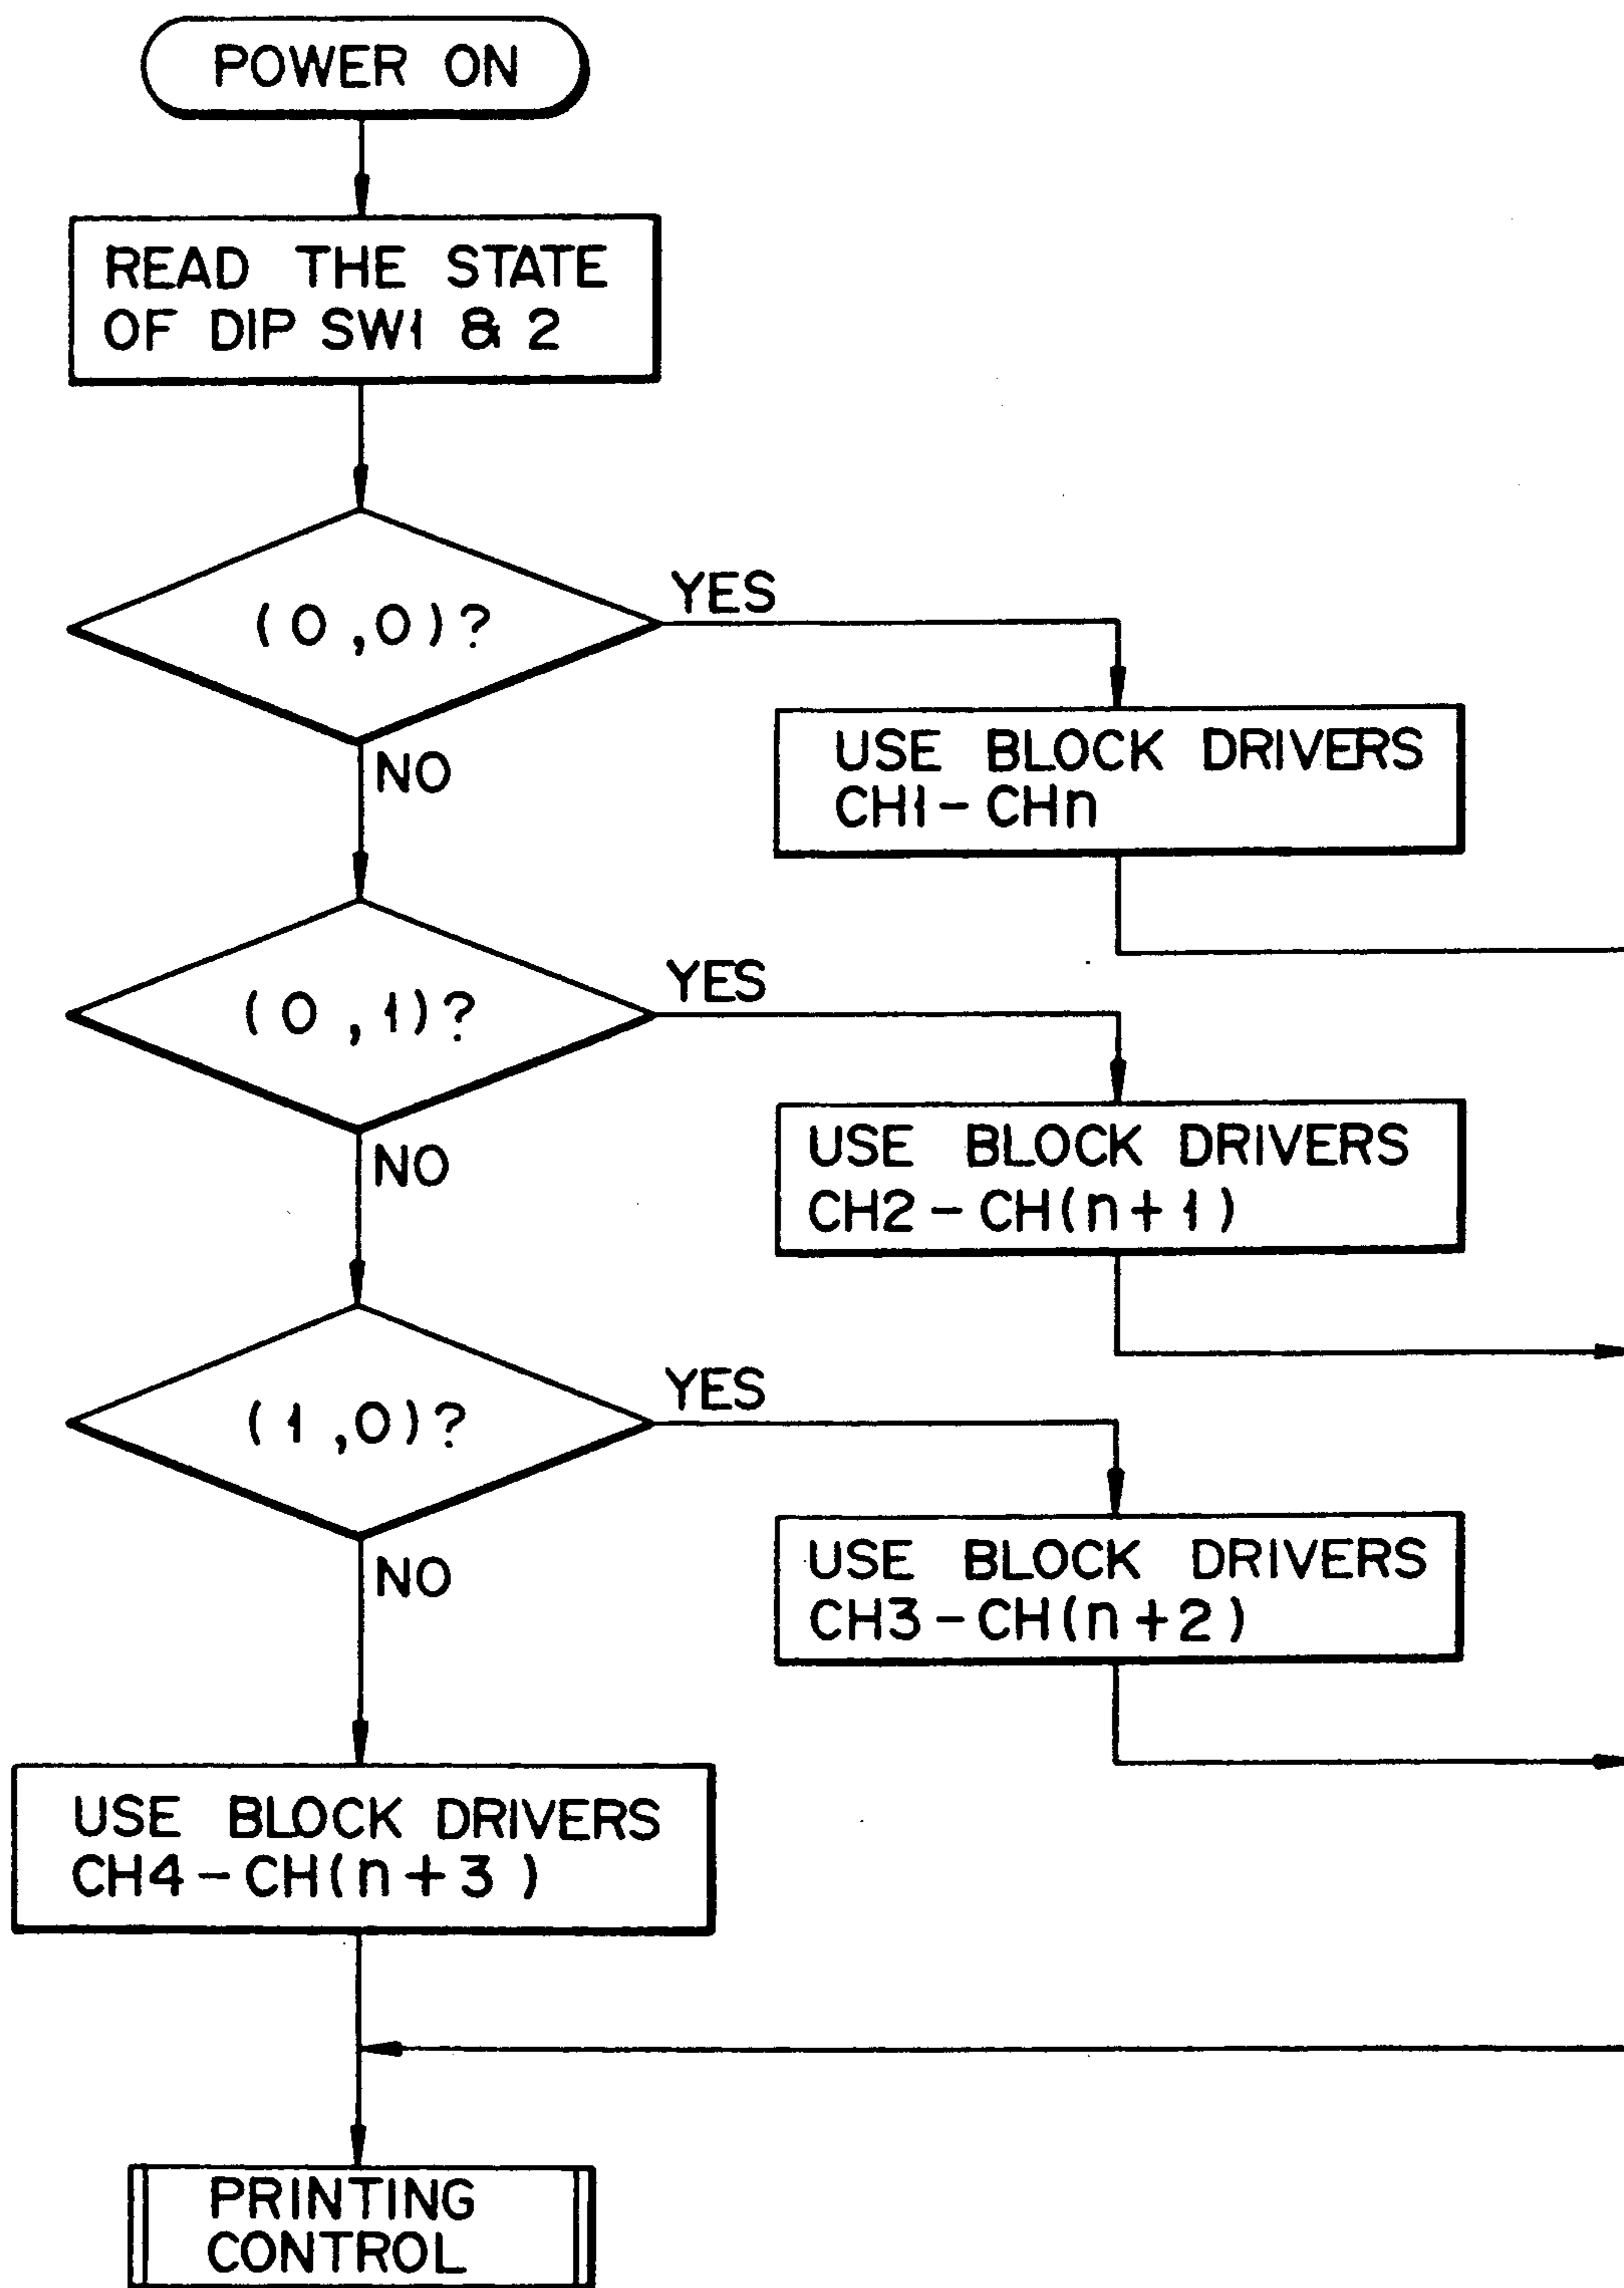 POWER ON
READ THE STATE
OF DIP SW1 & 2
(0,0)?
YES
NO
USE BLOCK DRIVERS
CH1-CHn
(0,1)?
YES
NO
USE BLOCK DRIVERS
CH2-CH(n+1)
(1,0)?
YES
NO
USE BLOCK DRIVERS
CH3-CH(n+2)
USE BLOCK DRIVERS
CH4-CH(n+3)
PRINTING
CONTROL